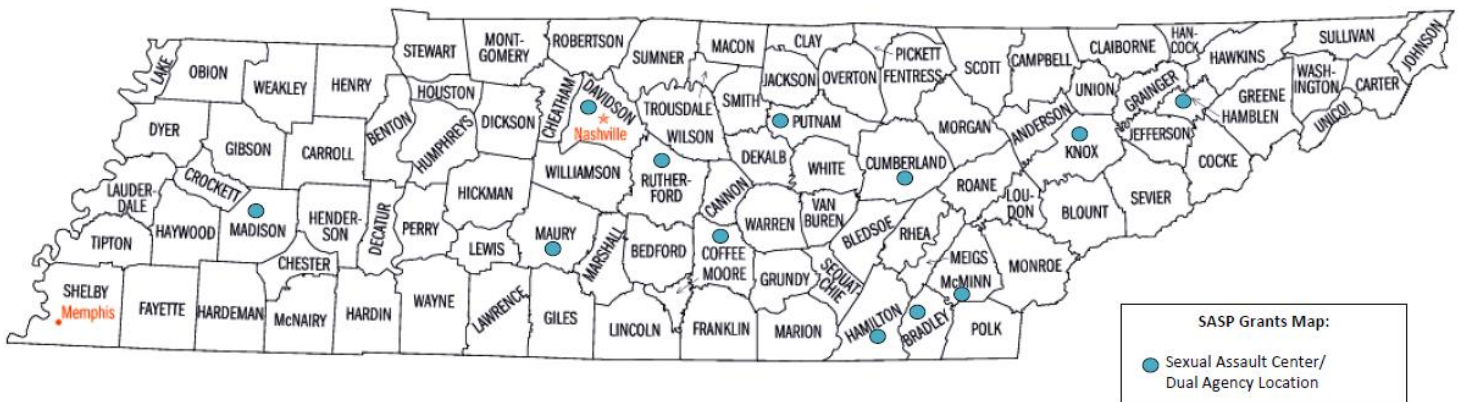 LAKE
OBION
WEAKLEY
HENRY
STEWART
MONT-
GOMERY
ROBERTSON
SUMNER
MACON
CLAY
PICKETT
FENTRESS
SCOTT
CAMPBELL
CLAIBORNE
HAN-
COCK
HAWKINS
SULLIVAN
JOHNSON
DYER
GIBSON
CARROLL
BENTON
HOUSTON
HUMPHREYS
DICKSON
CHEATHAM
DAVIDSON
Nashville
TROUSDALE
WILSON
SMITH
JACKSON
OVERTON
PUTNAM
MORGAN
ANDERSON
UNION
GRAINGER
GREENE
HAMBLEN
WASH-
INGTON
UNICOI
CARTER
LAUDER-
DALE
CROCKETT
HAYWOOD
MADISON
HENDER-
SON
DECATUR
PERRY
HICKMAN
WILLIAMSON
RUTHER-
FORD
CANNON
DEKALB
WHITE
CUMBERLAND
ROANE
LOU-
DON
KNOX
JEFFERSON
COCKE
SEVIER
BLOUNT
TIPTON
CHESTER
LEWIS
MAURY
MARSHALL
BEDFORD
COFFEE
MOORE
WARREN
VAN
BUREN
BLEDSOE
RHEA
MEIGS
McMINN
MONROE
SHELBY
Memphis
FAYETTE
HARDEMAN
McNAIRY
HARDIN
WAYNE
LAWRENCE
GILES
LINCOLN
FRANKLIN
GRUNDY
SEQUAT-
CHIE
MARION
HAMILTON
BRADLEY
POLK
SASP Grants Map:
Sexual Assault Center/
Dual Agency Location